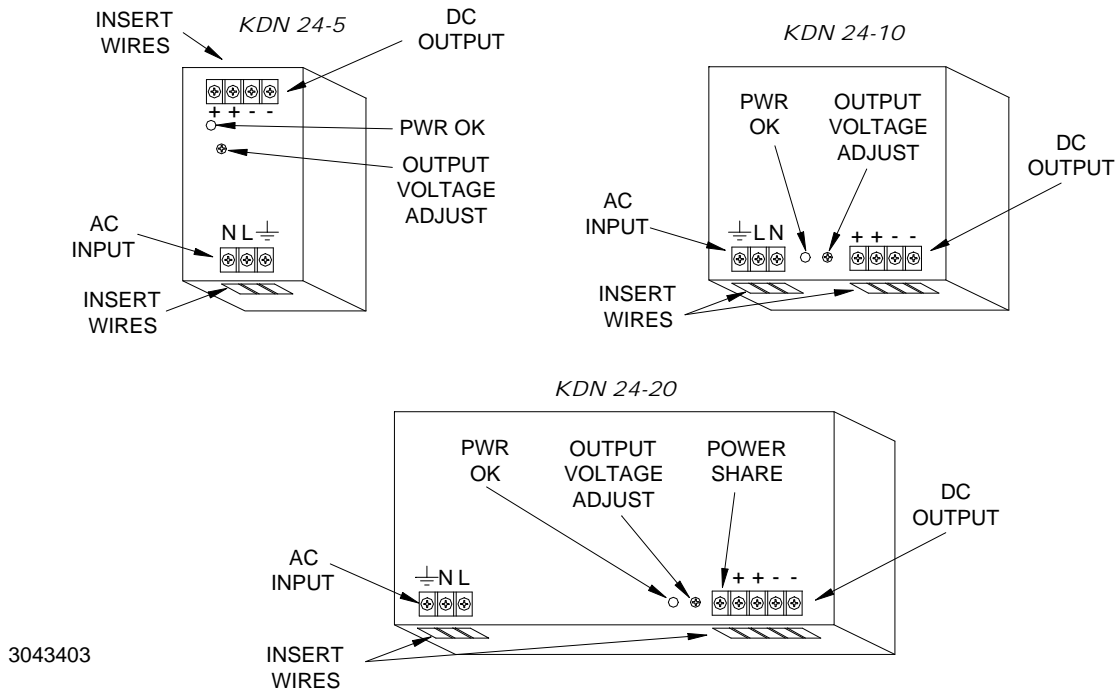 KDN 24-5
INSERT
WIRES
DC
OUTPUT
+ + - -
PWR OK
OUTPUT
VOLTAGE
ADJUST
AC
INPUT
N L ⏚
INSERT
WIRES
KDN 24-10
PWR
OK
OUTPUT
VOLTAGE
ADJUST
DC
OUTPUT
AC
INPUT
⏚ L N
+ + - -
INSERT
WIRES
KDN 24-20
PWR
OK
OUTPUT
VOLTAGE
ADJUST
POWER
SHARE
DC
OUTPUT
AC
INPUT
⏚ N L
+ + - -
INSERT
WIRES
3043403